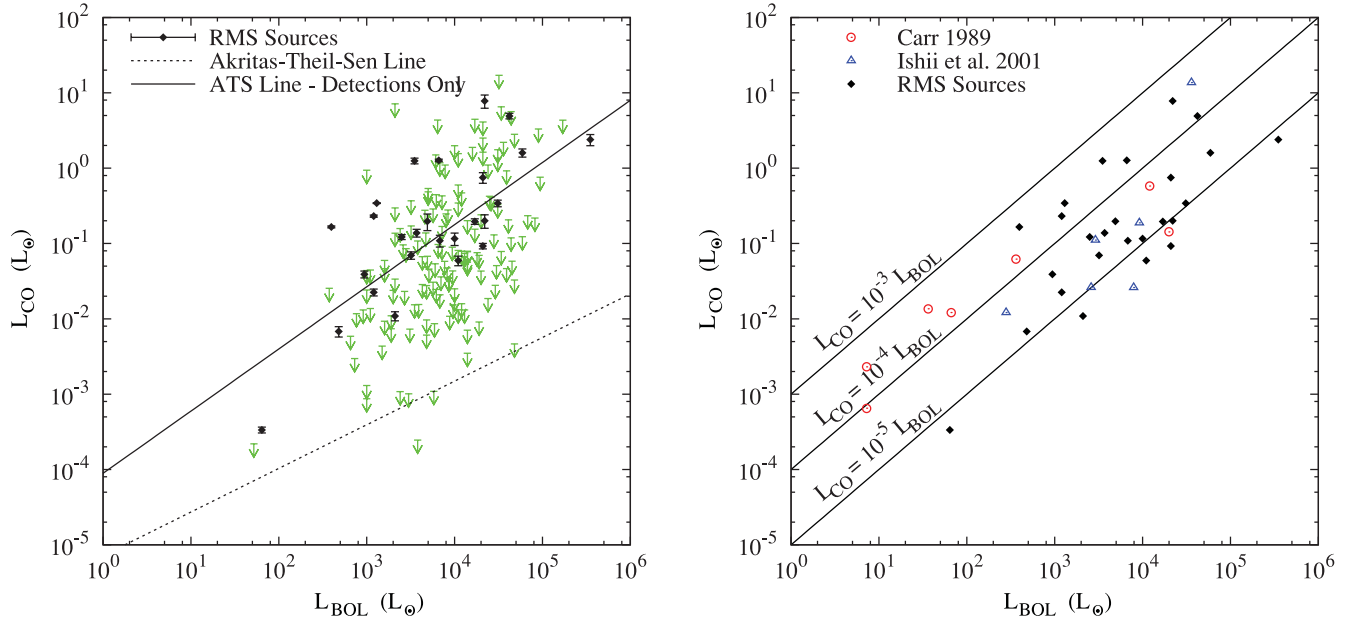 10^2
10^1
10^0
10^-1
10^-2
10^-3
10^-4
10^-5
L_CO (L_⊙)
RMS Sources
Akritas-Theil-Sen Line
ATS Line - Detections Only
10^0
10^1
10^2
10^3
10^4
10^5
10^6
L_BOL (L_⊙)
10^2
10^1
10^0
10^-1
10^-2
10^-3
10^-4
10^-5
L_CO (L_⊙)
Carr 1989
Ishii et al. 2001
RMS Sources
L_CO = 10^-3 L_BOL
L_CO = 10^-4 L_BOL
L_CO = 10^-5 L_BOL
10^0
10^1
10^2
10^3
10^4
10^5
10^6
L_BOL (L_⊙)